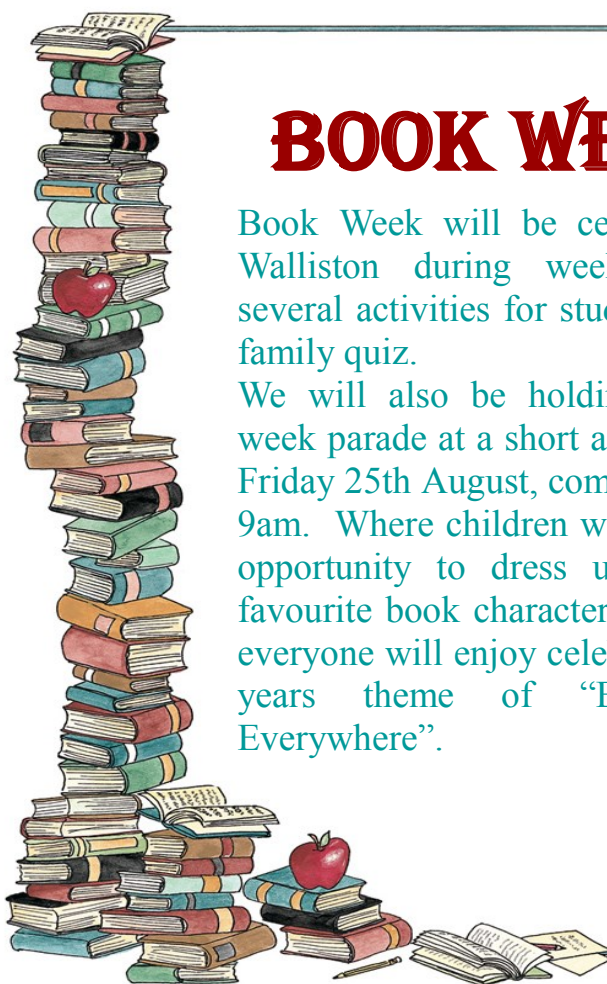 BOOK WE
Book Week will be ce
Walliston during week
several activities for stu
family quiz.
We will also be holdi
week parade at a short a
Friday 25th August, com
9am. Where children w
opportunity to dress u
favourite book character
everyone will enjoy cele
years theme of “
Everywhere”.